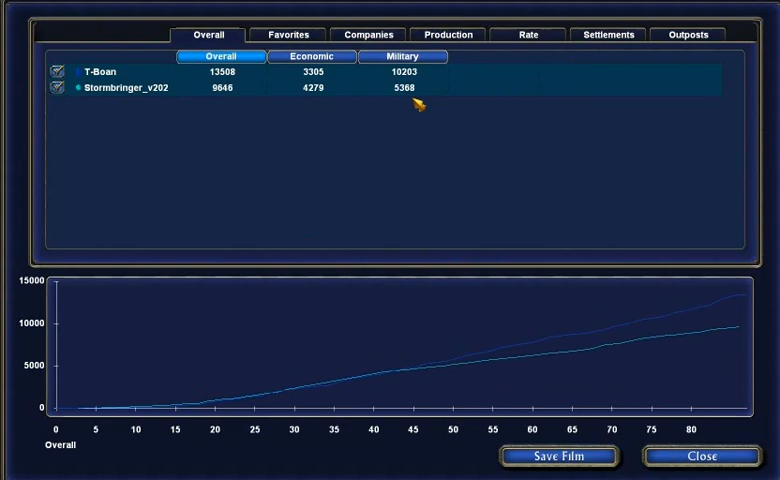 Overall Favorites Companies Production Rate Settlements Outposts
Overall Economic Military
T-Boan 13508 3305 10203
Stormbringer_v202 9646 4279 5368
15000
10000
5000
0
0 5 10 15 20 25 30 35 40 45 50 55 60 65 70 75 80
Overall
Save Film Close